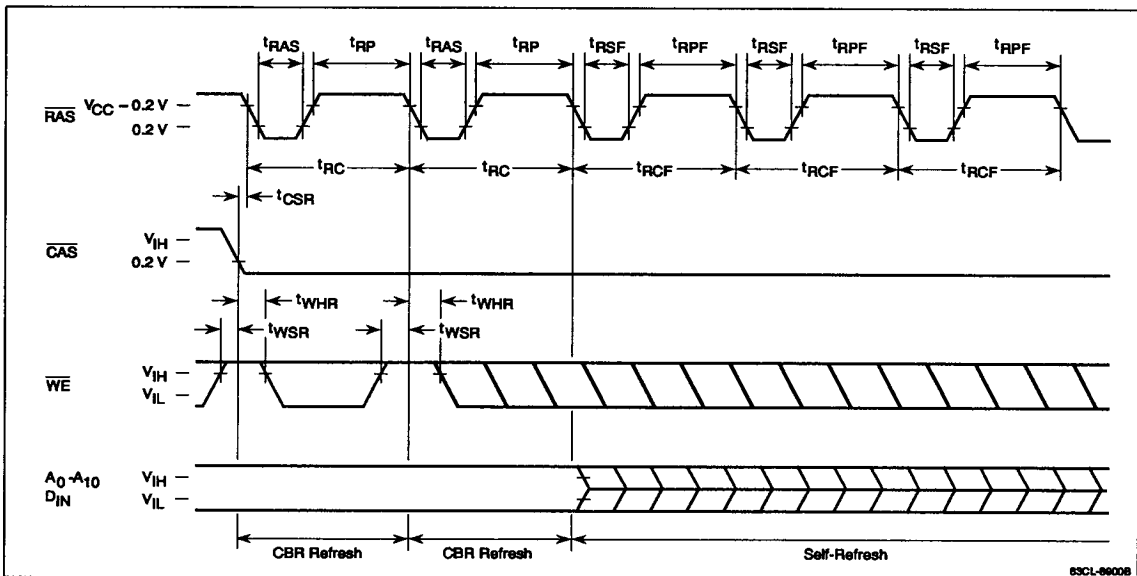 tRAS tRP tRAS tRP tRSF tRPF tRSF tRPF tRSF tRPF
RAS VCC – 0.2 V
0.2 V
tRC tRC tRCF tRCF tRCF
tCSR
CAS VIH
0.2 V
tWHR tWHR
tWSR tWSR
WE VIH
VIL
A0 -A10 VIH
DIN VIL
CBR Refresh CBR Refresh Self-Refresh
83CL-8900B